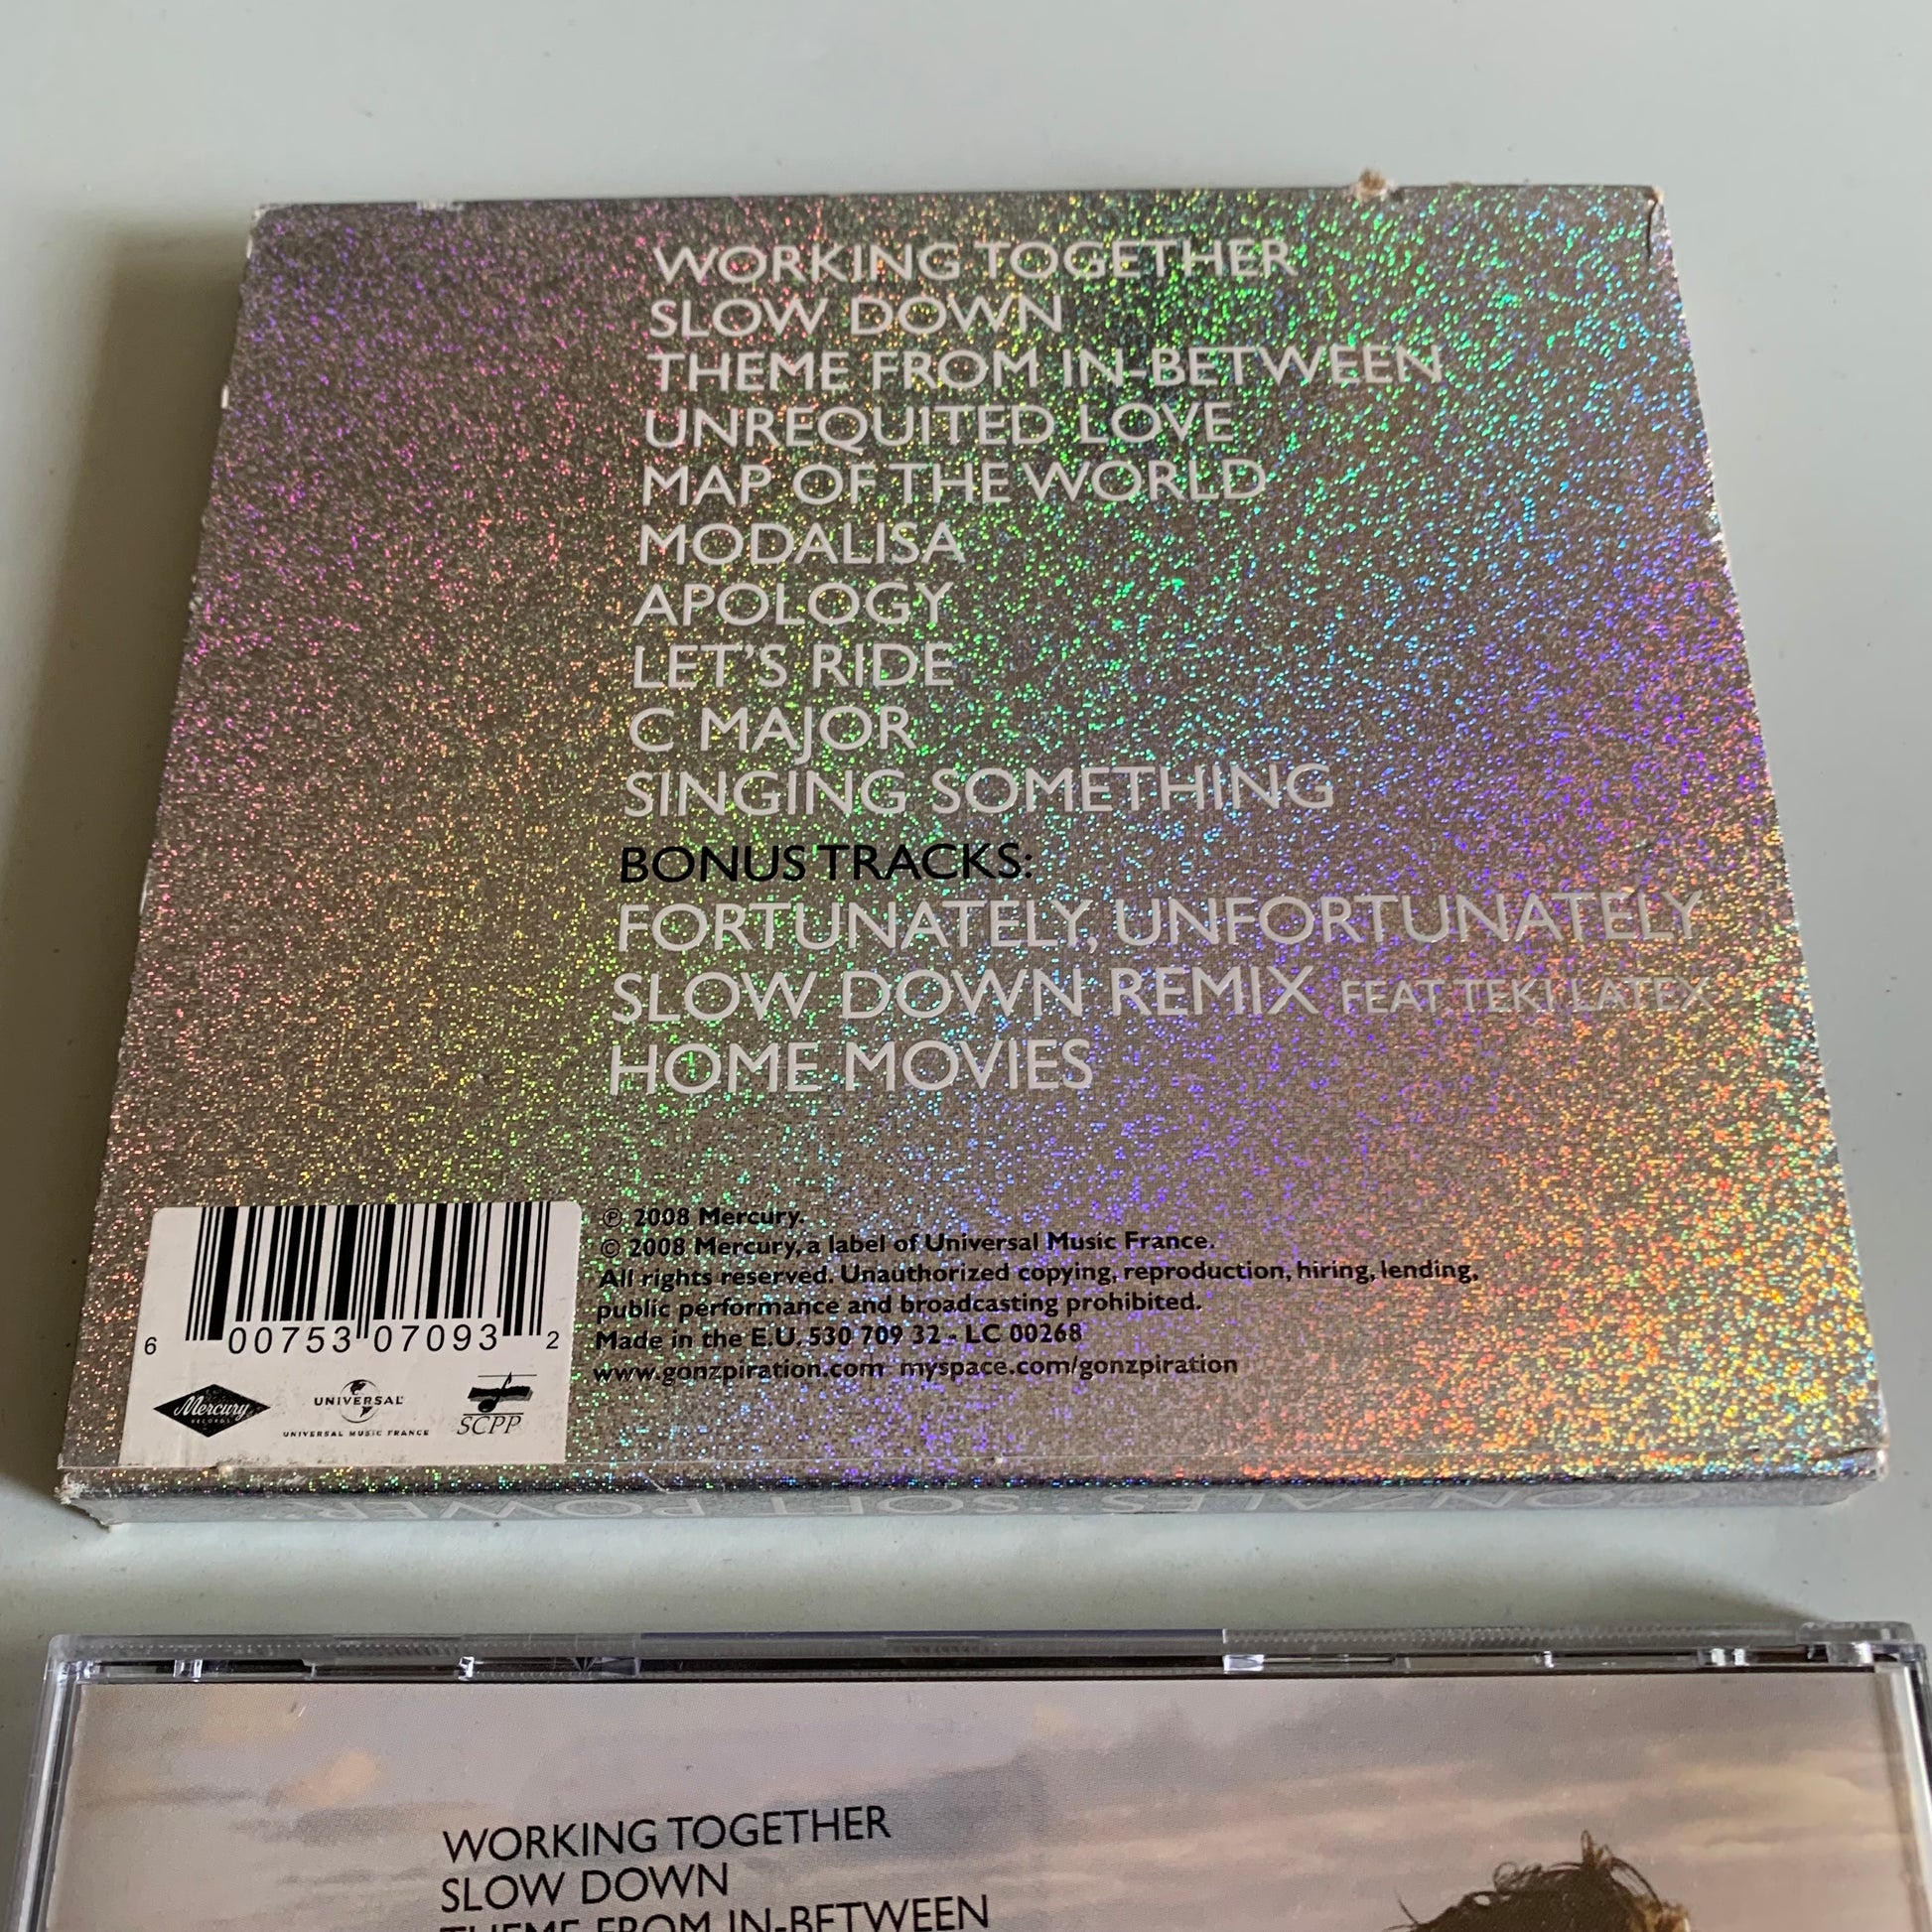 WORKING TOGETHER
SLOW DOWN
THEME FROM IN-BETWEEN
UNREQUITED LOVE
MAP OF THE WORLD
MODALISA
APOLOGY
LET'S RIDE
C MAJOR
SINGING SOMETHING
BONUS TRACKS:
FORTUNATELY, UNFORTUNATELY
SLOW DOWN REMIX FEAT TEKI LATEX
HOME MOVIES
℗ 2008 Mercury.
© 2008 Mercury, a label of Universal Music France.
All rights reserved. Unauthorized copying, reproduction, hiring, lending,
public performance and broadcasting prohibited.
Made in the E.U. 530 709 32 - LC 00268
www.gonzpiration.com myspace.com/gonzpiration
6 00753 07093 2
Mercury
RECORDS
UNIVERSAL
UNIVERSAL MUSIC FRANCE
SCPP
GONZALES "SOFT POWER"
WORKING TOGETHER
SLOW DOWN
THEME FROM IN-BETWEEN